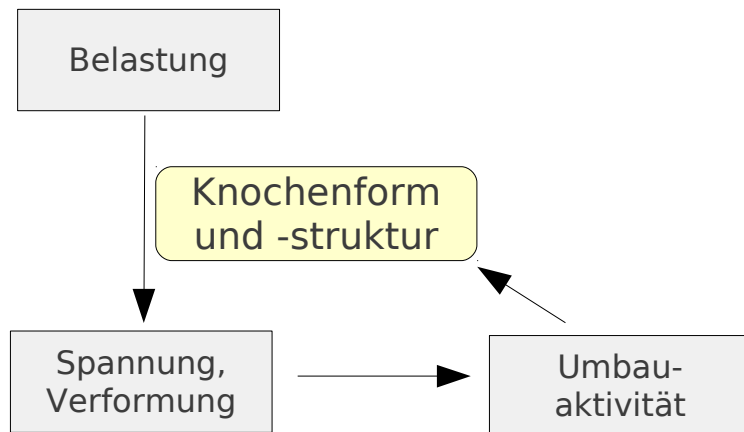 Belastung
Knochenform
und -struktur
Spannung,
Verformung
Umbau-
aktivität